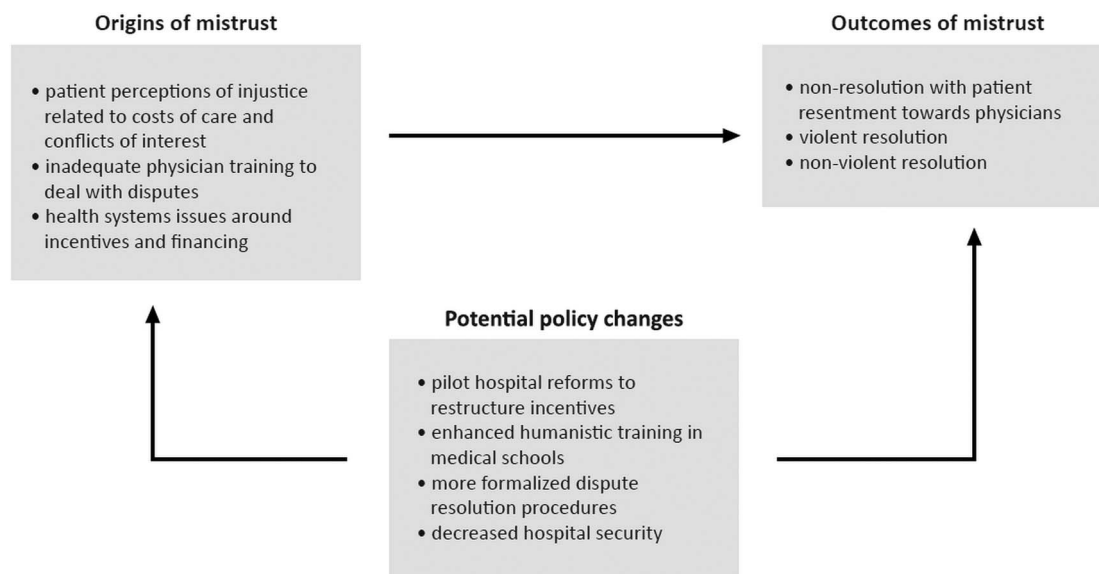 Origins of mistrust
• patient perceptions of injustice
related to costs of care and
conflicts of interest
• inadequate physician training to
deal with disputes
• health systems issues around
incentives and financing
Outcomes of mistrust
• non-resolution with patient
resentment towards physicians
• violent resolution
• non-violent resolution
Potential policy changes
• pilot hospital reforms to
restructure incentives
• enhanced humanistic training in
medical schools
• more formalized dispute
resolution procedures
• decreased hospital security